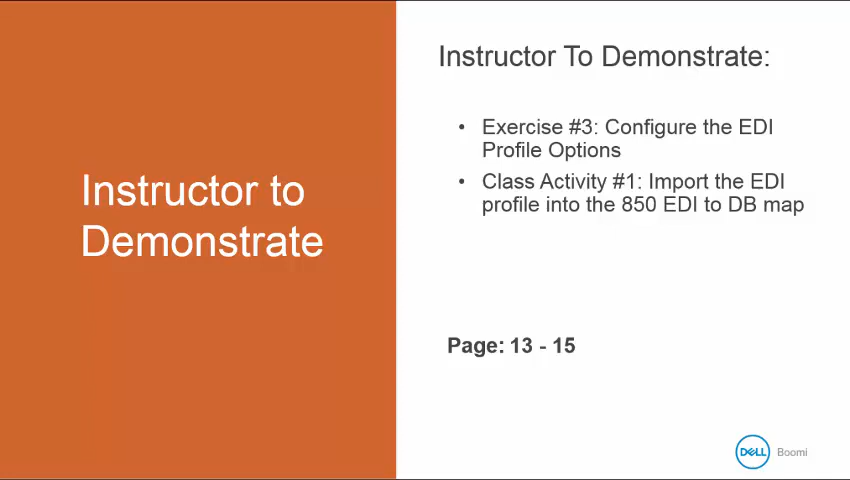 Instructor to
Demonstrate
Instructor To Demonstrate:
• Exercise #3: Configure the EDI
Profile Options
• Class Activity #1: Import the EDI
profile into the 850 EDI to DB map
Page: 13 - 15
DELL Boomi